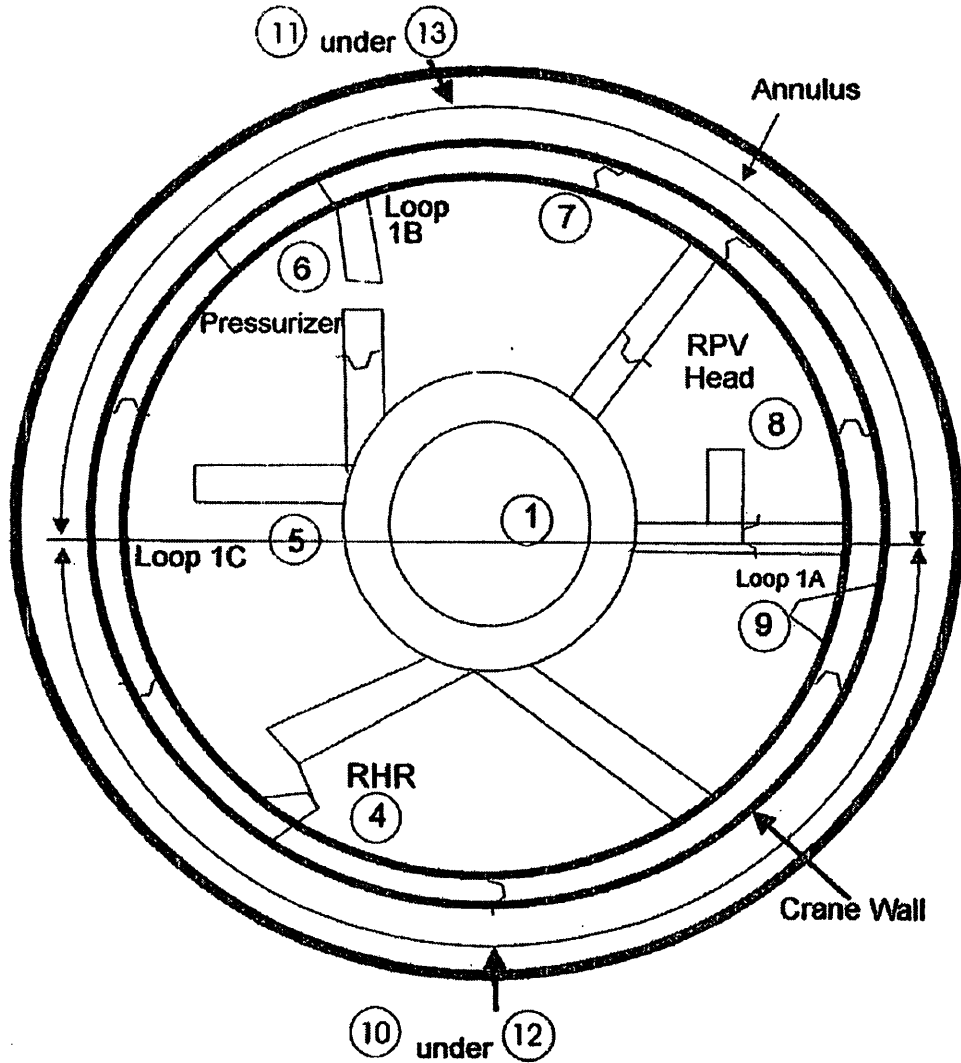 11 under 13
Annulus
Loop
1B
7
6
Pressurizer
RPV
Head
8
1
5
Loop 1C
Loop 1A
9
RHR
4
Crane Wall
10 under 12